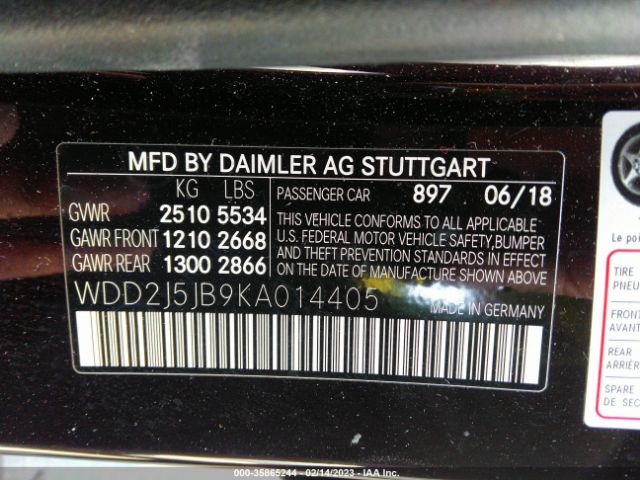 MFD BY DAIMLER AG STUTTGART
KG LBS PASSENGER CAR 897 06/18
GVWR 2510 5534 THIS VEHICLE CONFORMS TO ALL APPLICABLE
GAWR FRONT 1210 2668 U.S. FEDERAL MOTOR VEHICLE SAFETY,BUMPER
GAWR REAR 1300 2866 AND THEFT PREVENTION STANDARDS IN EFFECT
ON THE DATE OF MANUFACTURE SHOWN ABOVE.
WDD2J5JB9KA014405 MADE IN GERMANY
Le poi
TIRE
PNEU
FRONT
AVANT
REAR
ARRIÈR
SPARE
DE SEC
000-35865244 - 02/14/2023 - IAA Inc.